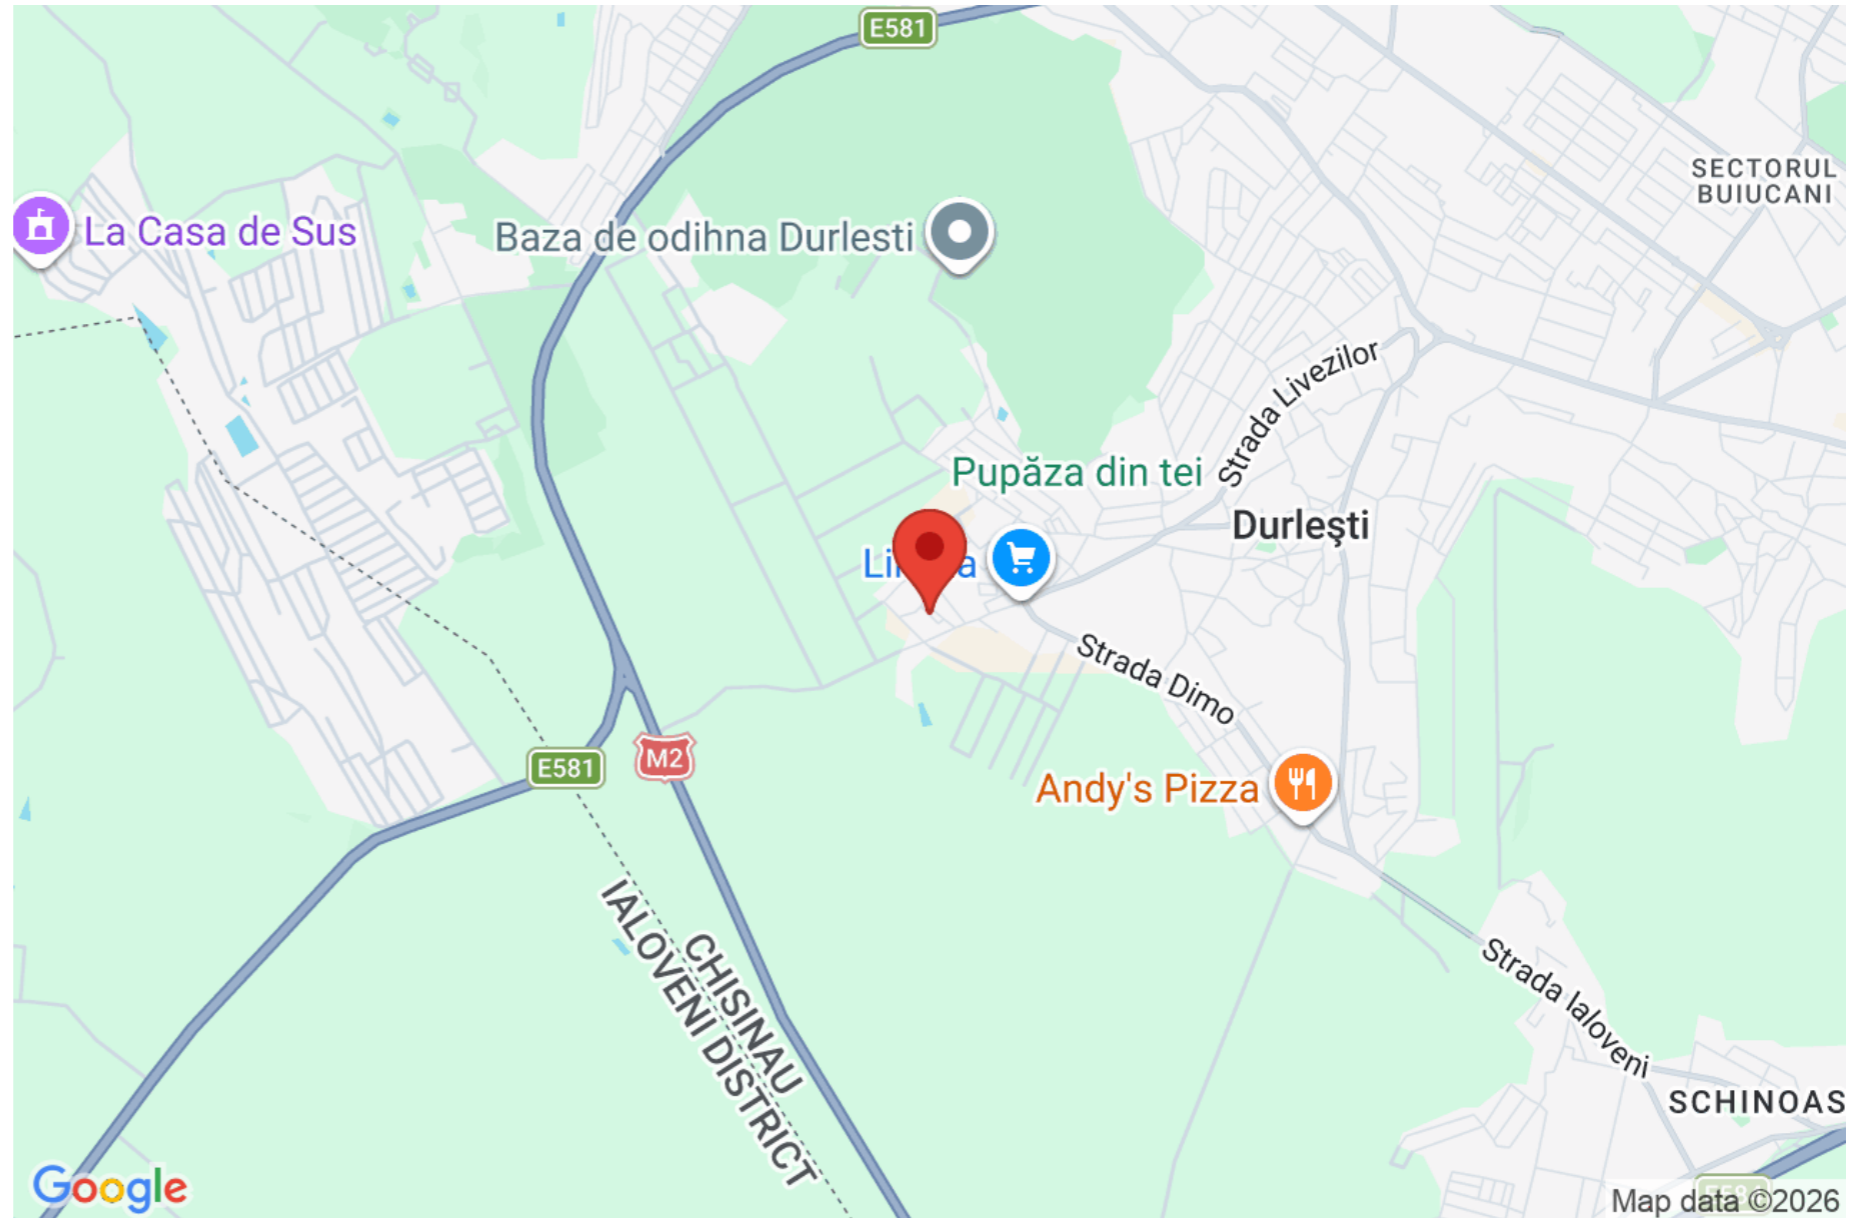 E581
SECTORUL
BUIUCANI
La Casa de Sus
Baza de odihna Durlesti
Strada Livezilor
Pupăza din tei
Durleşti
Strada Dimo
E581
M2
Andy's Pizza
IALOVENI DISTRICT
CHISINAU
Strada Ialoveni
SCHINOAS
Google
Map data ©2026